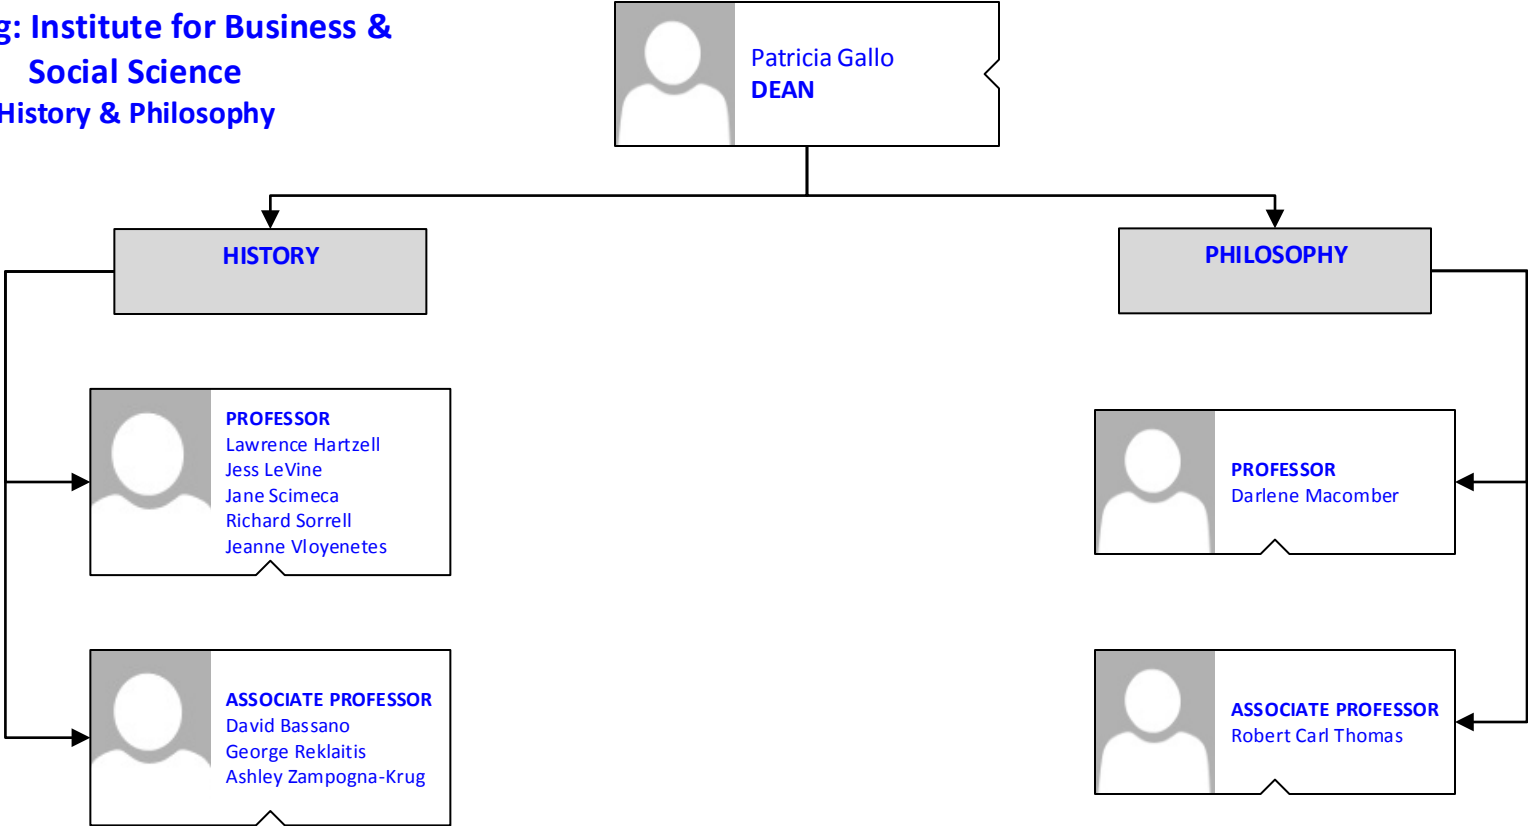 g: Institute for Business &
Social Science
History & Philosophy
Patricia Gallo
DEAN
HISTORY
PHILOSOPHY
PROFESSOR
Lawrence Hartzell
Jess LeVine
Jane Scimeca
Richard Sorrell
Jeanne Vloyenetes
PROFESSOR
Darlene Macomber
ASSOCIATE PROFESSOR
David Bassano
George Reklaitis
Ashley Zampogna-Krug
ASSOCIATE PROFESSOR
Robert Carl Thomas